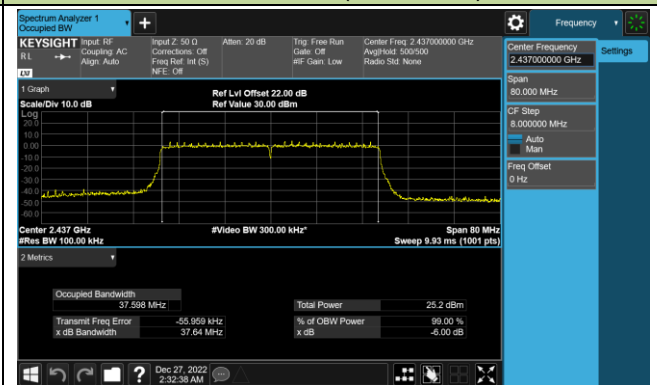 Spectrum Analyzer 1
Occupied BW
Frequency
KEYSIGHT
RL
LXI
Input: RF
Coupling: AC
Align: Auto
Input Z: 50 Ω
Corrections: Off
Freq Ref: Int (S)
NFE: Off
Atten: 20 dB
Trig: Free Run
Gate: Off
#IF Gain: Low
Center Freq: 2.437000000 GHz
Avg|Hold: 500/500
Radio Std: None
Center Frequency
2.437000000 GHz
Settings
Span
80.000 MHz
CF Step
8.000000 MHz
Auto
Man
Freq Offset
0 Hz
1 Graph
Scale/Div 10.0 dB
Ref Lvl Offset 22.00 dB
Ref Value 30.00 dBm
Log
20.0
10.0
0.00
-10.0
-20.0
-30.0
-40.0
-50.0
-60.0
Center 2.437 GHz
#Res BW 100.00 kHz
#Video BW 300.00 kHz*
Span 80 MHz
Sweep 9.93 ms (1001 pts)
2 Metrics
Occupied Bandwidth
37.598 MHz
Total Power 25.2 dBm
Transmit Freq Error -55.959 kHz
% of OBW Power 99.00 %
x dB Bandwidth 37.64 MHz
x dB -6.00 dB
Dec 27, 2022
2:32:38 AM